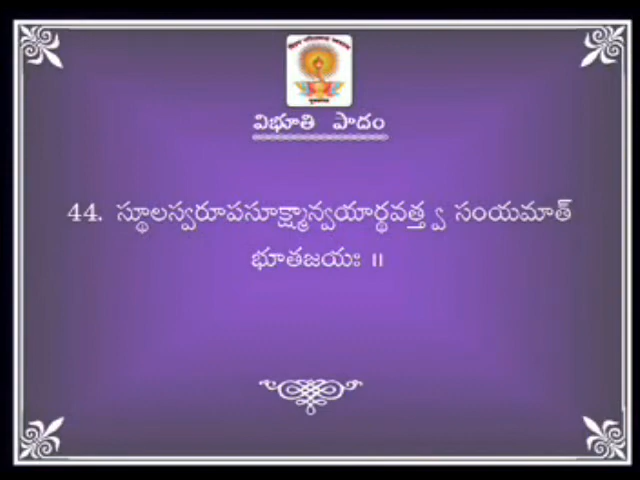 విభూతి పాదం
44. స్థూలస్వరూపసూక్ష్మాన్వయార్థవత్త్వ సంయమాత్
భూతజయః ॥